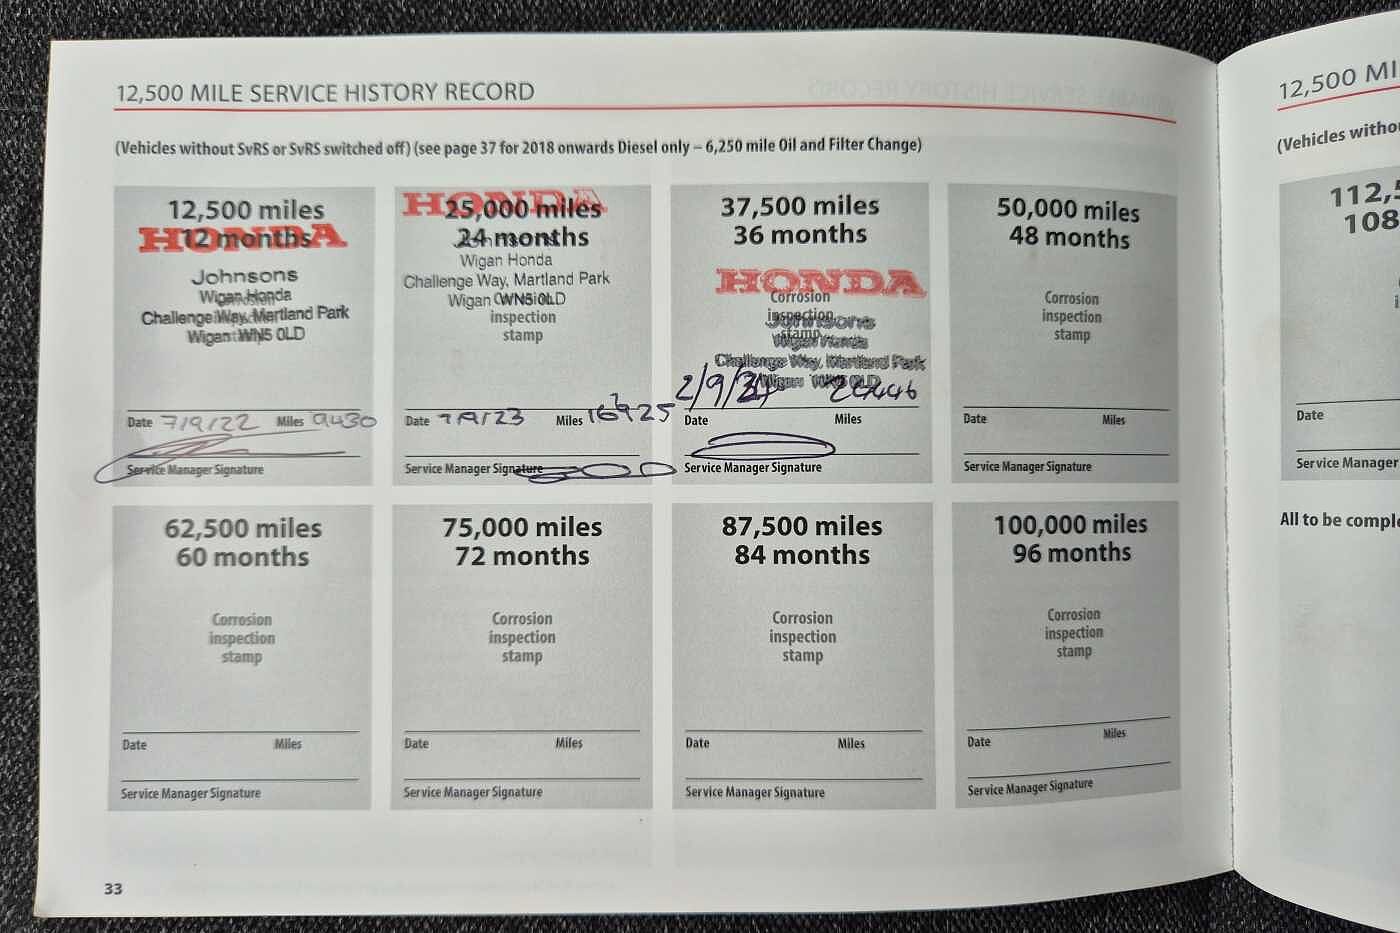 12,500 MILE SERVICE HISTORY RECORD
(Vehicles without SvRS or SvRS switched off) (see page 37 for 2018 onwards Diesel only – 6,250 mile Oil and Filter Change)
12,500 miles
12 months
HONDA
Johnsons
Wigan Honda
Challenge Way, Martland Park
Wigan WN5 0LD
Date 7/9/22 Miles 9430
Service Manager Signature
HONDA
25,000 miles
24 months
Johnsons
Wigan Honda
Challenge Way, Martland Park
Wigan WN5 0LD
inspection
stamp
Date 7/9/23 Miles
Service Manager Signature
37,500 miles
36 months
HONDA
Corrosion
inspection
stamp
Johnsons
Wigan Honda
Challenge Way, Martland Park
Wigan WN5 0LD
2/9/24
Date Miles
Service Manager Signature
50,000 miles
48 months
Corrosion
inspection
stamp
Date Miles
Service Manager Signature
62,500 miles
60 months
Corrosion
inspection
stamp
Date Miles
Service Manager Signature
75,000 miles
72 months
Corrosion
inspection
stamp
Date Miles
Service Manager Signature
87,500 miles
84 months
Corrosion
inspection
stamp
Date Miles
Service Manager Signature
100,000 miles
96 months
Corrosion
inspection
stamp
Date Miles
Service Manager Signature
33
12,500 MI
(Vehicles witho
112,5
108
Date
Service Manager
All to be comple